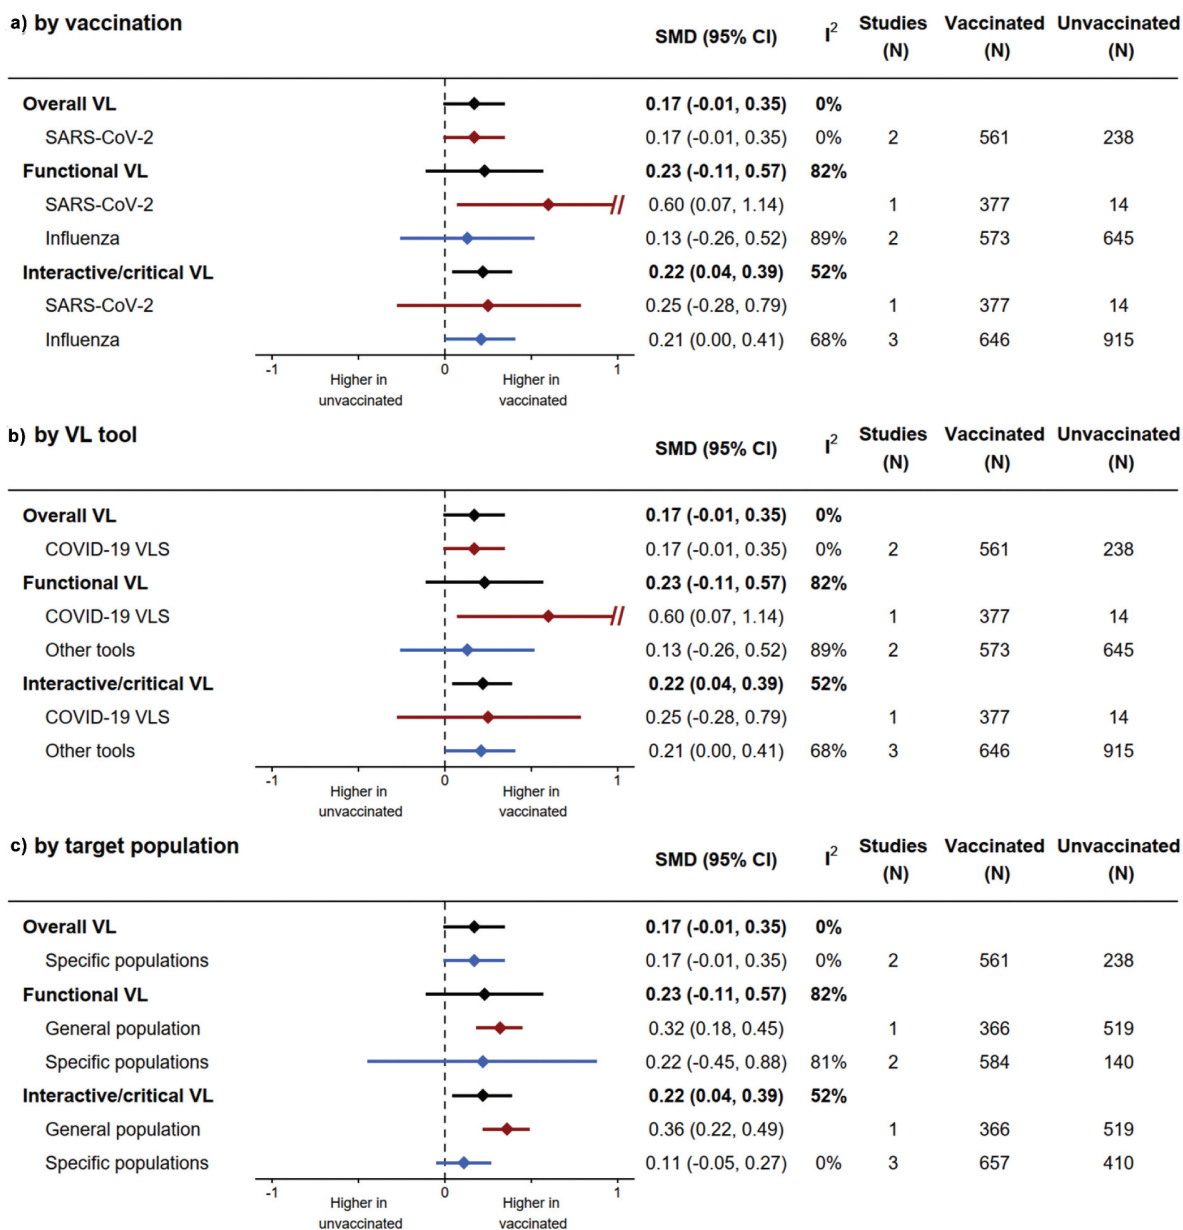 a) by vaccination
SMD (95% CI) I² Studies (N) Vaccinated (N) Unvaccinated (N)
Overall VL 0.17 (-0.01, 0.35) 0%
SARS-CoV-2 0.17 (-0.01, 0.35) 0% 2 561 238
Functional VL 0.23 (-0.11, 0.57) 82%
SARS-CoV-2 0.60 (0.07, 1.14) 1 377 14
Influenza 0.13 (-0.26, 0.52) 89% 2 573 645
Interactive/critical VL 0.22 (0.04, 0.39) 52%
SARS-CoV-2 0.25 (-0.28, 0.79) 1 377 14
Influenza 0.21 (0.00, 0.41) 68% 3 646 915
-1 0 1
Higher in unvaccinated Higher in vaccinated
b) by VL tool
SMD (95% CI) I² Studies (N) Vaccinated (N) Unvaccinated (N)
Overall VL 0.17 (-0.01, 0.35) 0%
COVID-19 VLS 0.17 (-0.01, 0.35) 0% 2 561 238
Functional VL 0.23 (-0.11, 0.57) 82%
COVID-19 VLS 0.60 (0.07, 1.14) 1 377 14
Other tools 0.13 (-0.26, 0.52) 89% 2 573 645
Interactive/critical VL 0.22 (0.04, 0.39) 52%
COVID-19 VLS 0.25 (-0.28, 0.79) 1 377 14
Other tools 0.21 (0.00, 0.41) 68% 3 646 915
-1 0 1
Higher in unvaccinated Higher in vaccinated
c) by target population
SMD (95% CI) I² Studies (N) Vaccinated (N) Unvaccinated (N)
Overall VL 0.17 (-0.01, 0.35) 0%
Specific populations 0.17 (-0.01, 0.35) 0% 2 561 238
Functional VL 0.23 (-0.11, 0.57) 82%
General population 0.32 (0.18, 0.45) 1 366 519
Specific populations 0.22 (-0.45, 0.88) 81% 2 584 140
Interactive/critical VL 0.22 (0.04, 0.39) 52%
General population 0.36 (0.22, 0.49) 1 366 519
Specific populations 0.11 (-0.05, 0.27) 0% 3 657 410
-1 0 1
Higher in unvaccinated Higher in vaccinated